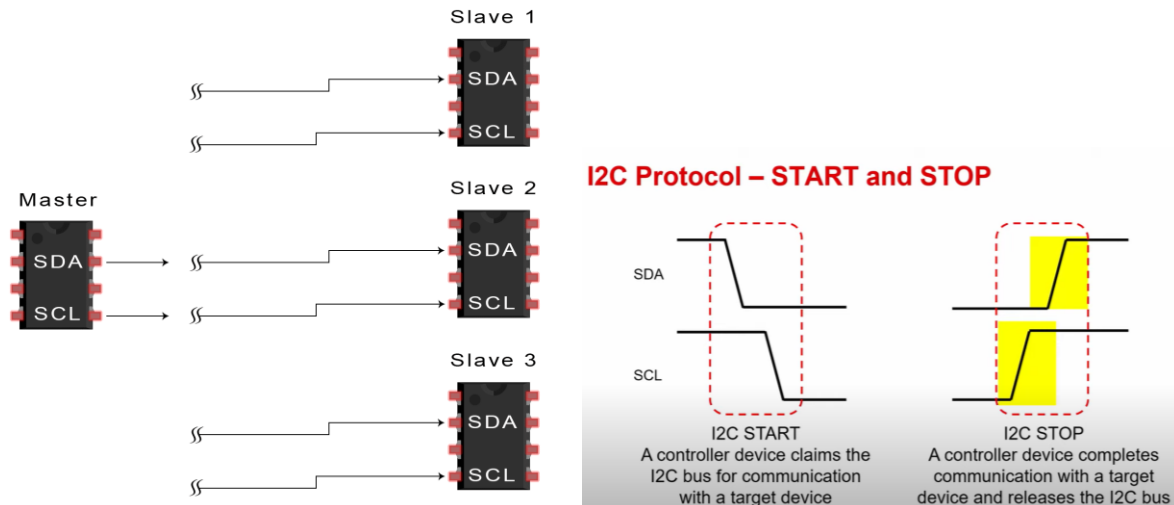 Slave 1
SDA
SCL
Master
SDA
SCL
Slave 2
SDA
SCL
Slave 3
SDA
SCL
I2C Protocol – START and STOP
SDA
SCL
I2C START
A controller device claims the
I2C bus for communication
with a target device
I2C STOP
A controller device completes
communication with a target
device and releases the I2C bus